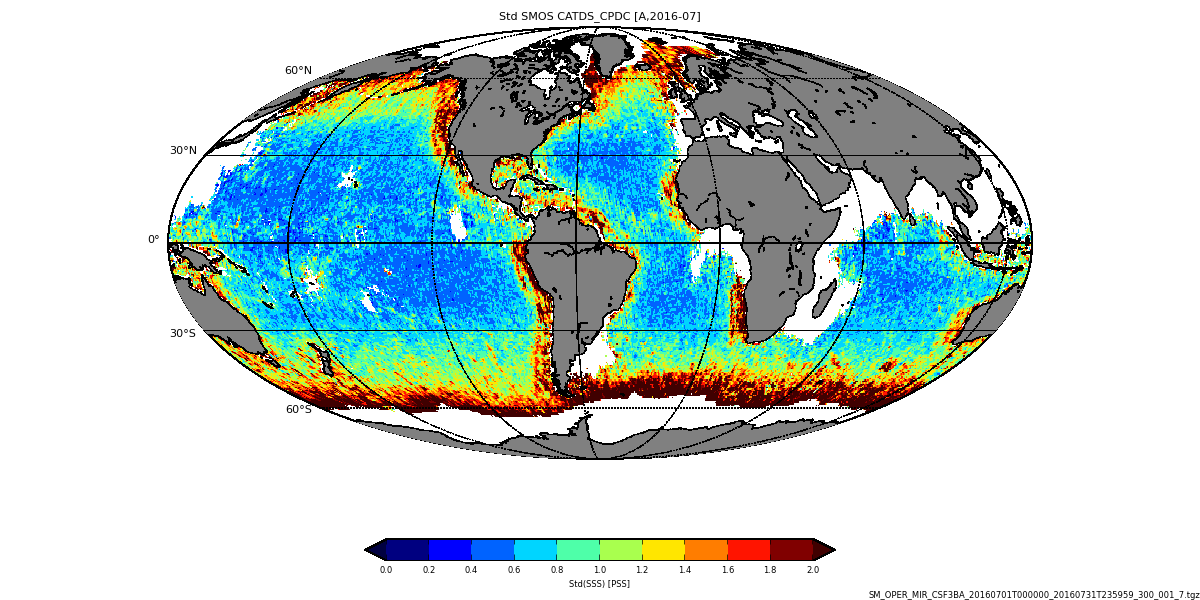 Std SMOS CATDS_CPDC [A,2016-07]
60°N
30°N
0°
30°S
60°S
0.0 0.2 0.4 0.6 0.8 1.0 1.2 1.4 1.6 1.8 2.0
Std(SSS) [PSS]
SM_OPER_MIR_CSF3BA_20160701T000000_20160731T235959_300_001_7.tgz